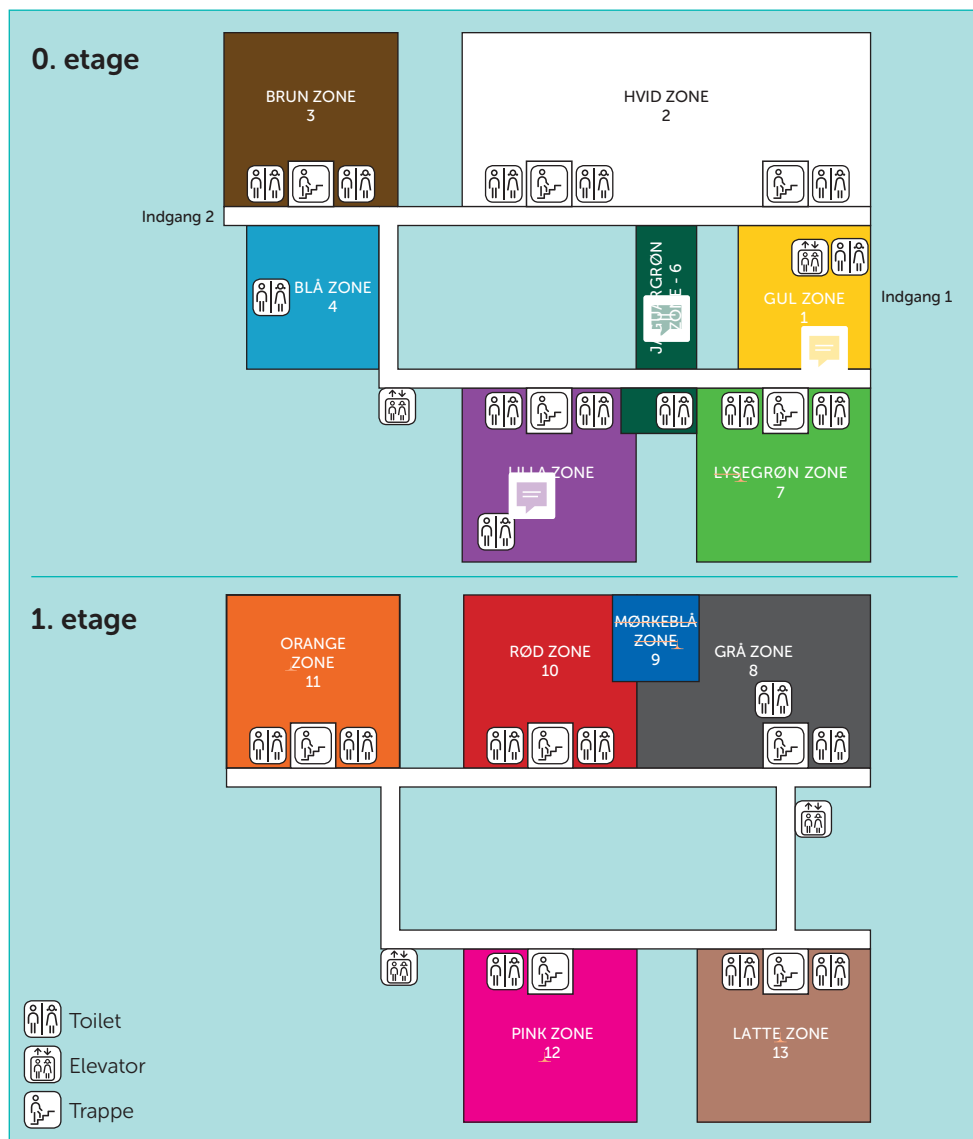 0. etage
BRUN ZONE
3
HVID ZONE
2
Indgang 2
BLÅ ZONE
4
ZONE - 6
GUL ZONE
1
Indgang 1
LILLA ZONE
LYSEGRØN ZONE
7
1. etage
ORANGE
ZONE
11
RØD ZONE
10
MØRKEBLÅ
ZONE
9
GRÅ ZONE
8
PINK ZONE
12
LATTE ZONE
13
Toilet
Elevator
Trappe